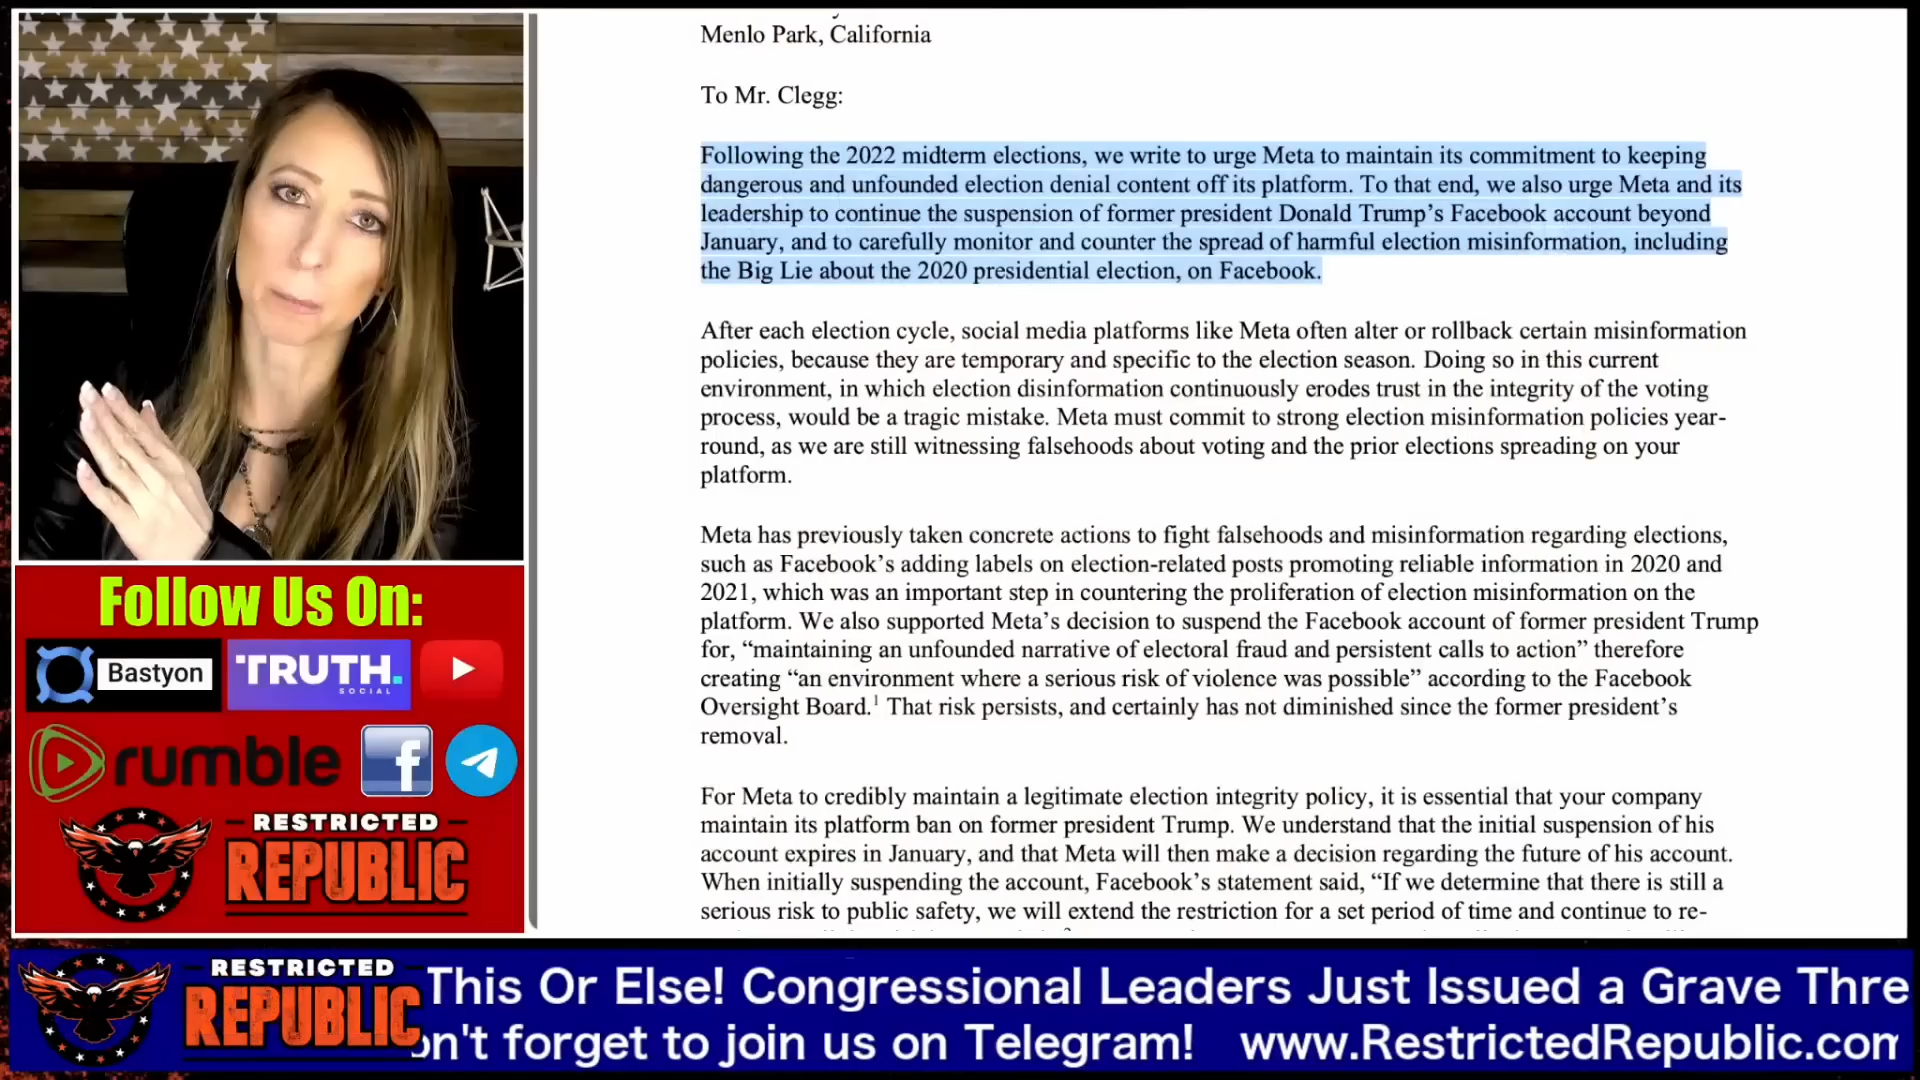 Menlo Park, California
To Mr. Clegg:
Following the 2022 midterm elections, we write to urge Meta to maintain its commitment to keeping
dangerous and unfounded election denial content off its platform. To that end, we also urge Meta and its
leadership to continue the suspension of former president Donald Trump’s Facebook account beyond
January, and to carefully monitor and counter the spread of harmful election misinformation, including
the Big Lie about the 2020 presidential election, on Facebook.
After each election cycle, social media platforms like Meta often alter or rollback certain misinformation
policies, because they are temporary and specific to the election season. Doing so in this current
environment, in which election disinformation continuously erodes trust in the integrity of the voting
process, would be a tragic mistake. Meta must commit to strong election misinformation policies year-
round, as we are still witnessing falsehoods about voting and the prior elections spreading on your
platform.
Meta has previously taken concrete actions to fight falsehoods and misinformation regarding elections,
such as Facebook’s adding labels on election-related posts promoting reliable information in 2020 and
2021, which was an important step in countering the proliferation of election misinformation on the
platform. We also supported Meta’s decision to suspend the Facebook account of former president Trump
for, “maintaining an unfounded narrative of electoral fraud and persistent calls to action” therefore
creating “an environment where a serious risk of violence was possible” according to the Facebook
Oversight Board.¹ That risk persists, and certainly has not diminished since the former president’s
removal.
For Meta to credibly maintain a legitimate election integrity policy, it is essential that your company
maintain its platform ban on former president Trump. We understand that the initial suspension of his
account expires in January, and that Meta will then make a decision regarding the future of his account.
When initially suspending the account, Facebook’s statement said, “If we determine that there is still a
serious risk to public safety, we will extend the restriction for a set period of time and continue to re-
Follow Us On:
Bastyon
TRUTH.
SOCIAL
rumble
f
RESTRICTED
REPUBLIC
RESTRICTED
REPUBLIC
This Or Else! Congressional Leaders Just Issued a Grave Thre
on't forget to join us on Telegram! www.RestrictedRepublic.com